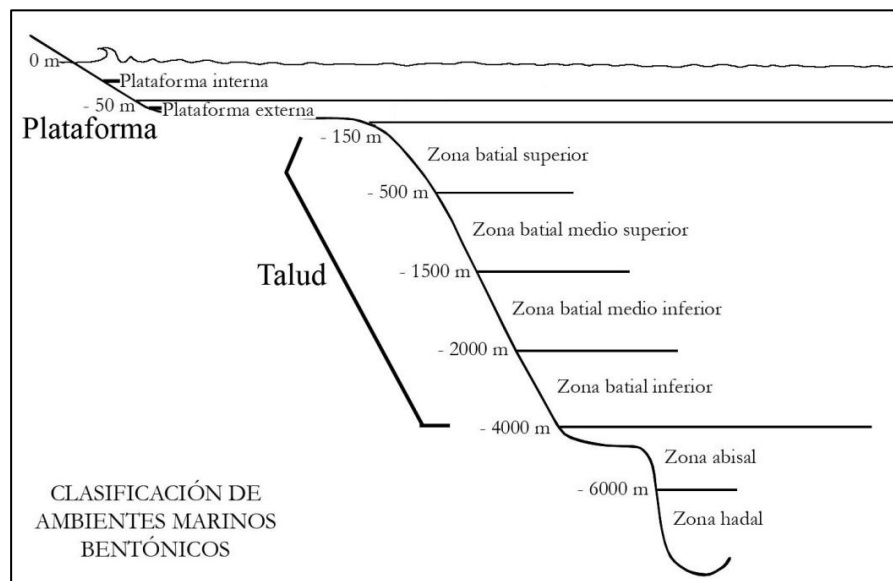 0 m
Plataforma interna
- 50 m
Plataforma externa
Plataforma
- 150 m
Zona batial superior
- 500 m
Zona batial medio superior
Talud
- 1500 m
Zona batial medio inferior
- 2000 m
Zona batial inferior
- 4000 m
Zona abisal
- 6000 m
Zona hadal
CLASIFICACIÓN DE
AMBIENTES MARINOS
BENTÓNICOS